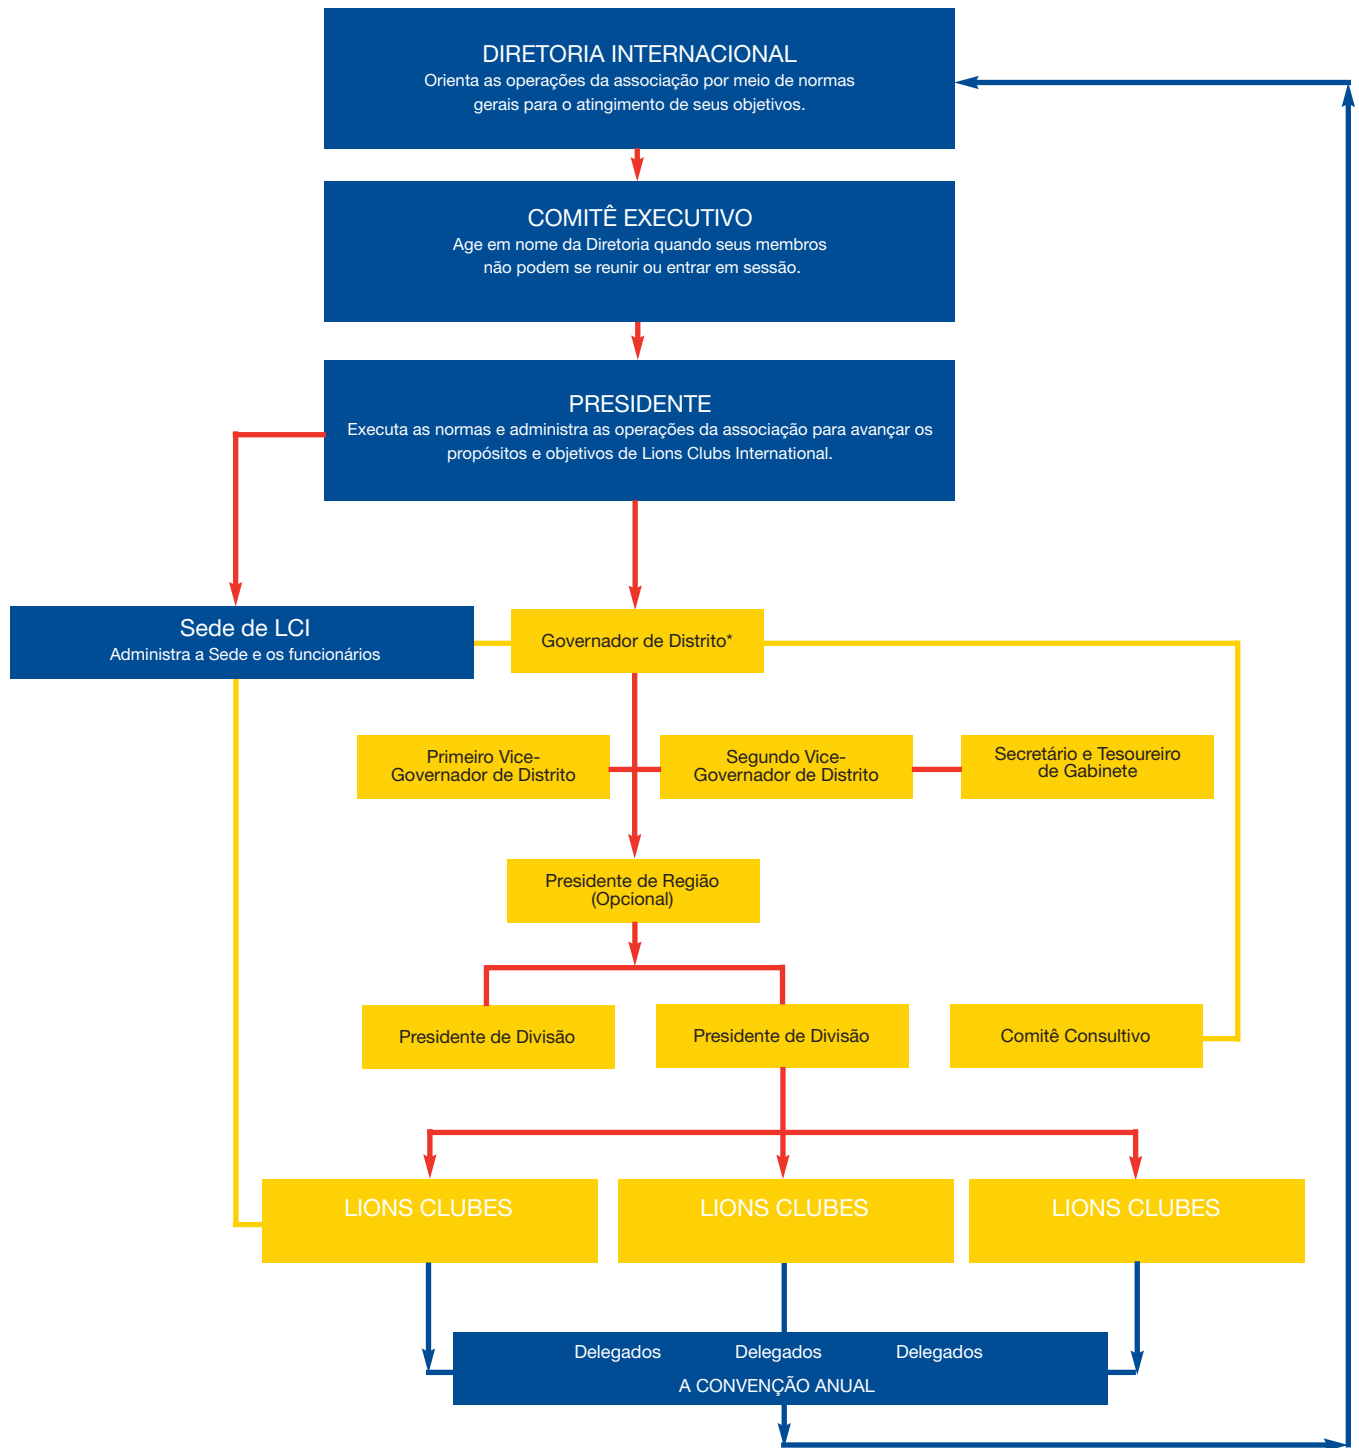 DIRETORIA INTERNACIONAL
Orienta as operações da associação por meio de normas
gerais para o atingimento de seus objetivos.
COMITÊ EXECUTIVO
Age em nome da Diretoria quando seus membros
não podem se reunir ou entrar em sessão.
PRESIDENTE
Executa as normas e administra as operações da associação para avançar os
propósitos e objetivos de Lions Clubs International.
Sede de LCI
Administra a Sede e os funcionários
Governador de Distrito*
Primeiro Vice-
Governador de Distrito
Segundo Vice-
Governador de Distrito
Secretário e Tesoureiro
de Gabinete
Presidente de Região
(Opcional)
Presidente de Divisão
Presidente de Divisão
Comitê Consultivo
LIONS CLUBES
LIONS CLUBES
LIONS CLUBES
Delegados
Delegados
Delegados
A CONVENÇÃO ANUAL